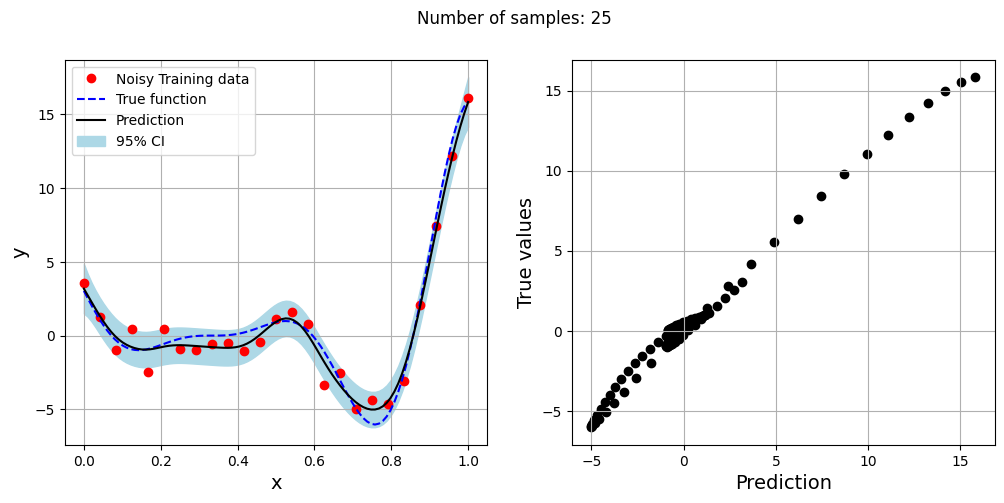 Number of samples: 25
Noisy Training data
True function
Prediction
95% CI
15
10
5
0
−5
y
0.0 0.2 0.4 0.6 0.8 1.0
x
15
10
5
0
−5
True values
−5 0 5 10 15
Prediction